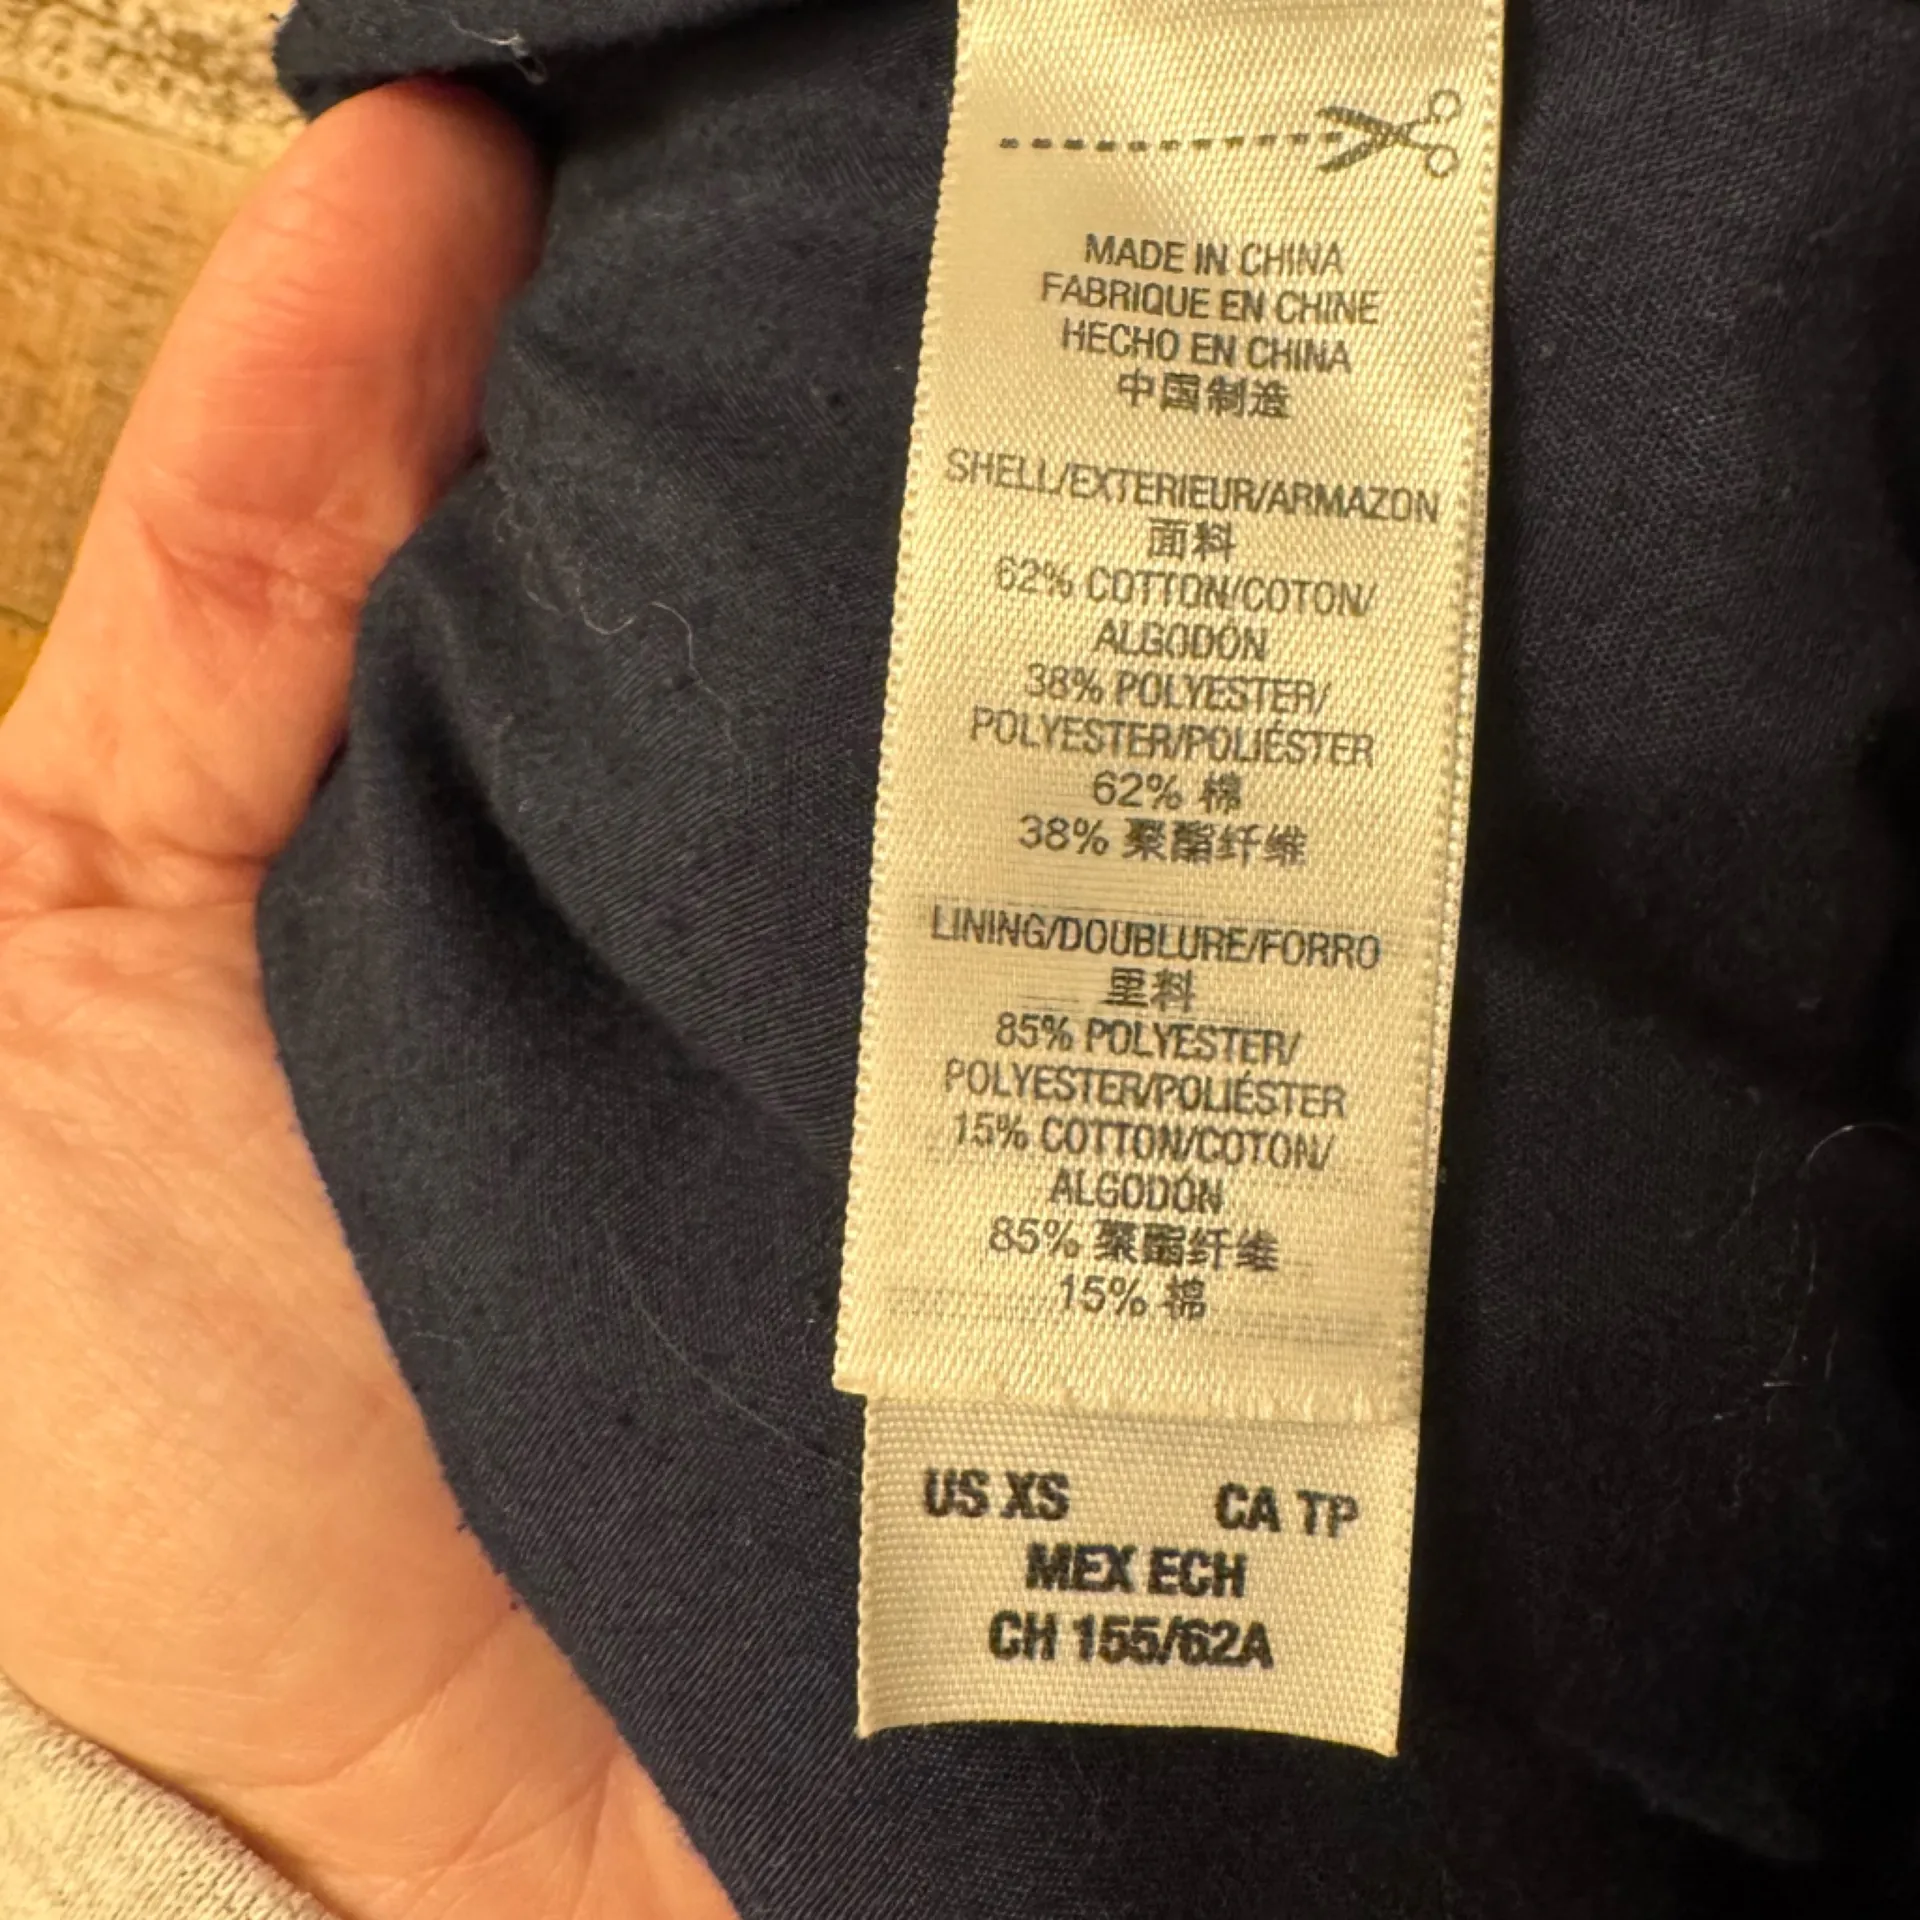 MADE IN CHINA
FABRIQUE EN CHINE
HECHO EN CHINA
中国制造
SHELL/EXTERIEUR/ARMAZON
面料
62% COTTON/COTON/
ALGODÓN
38% POLYESTER/
POLYESTER/POLIÉSTER
62% 棉
38% 聚酯纤维
LINING/DOUBLURE/FORRO
里料
85% POLYESTER/
POLYESTER/POLIÉSTER
15% COTTON/COTON/
ALGODÓN
85% 聚酯纤维
15% 棉
US XS CA TP
MEX ECH
CH 155/62A